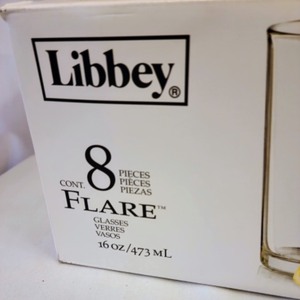 Libbey®
CONT. 8 PIECES
PIÈCES
PIEZAS
FLARE™
GLASSES
VERRES
VASOS
16 OZ/473 ML